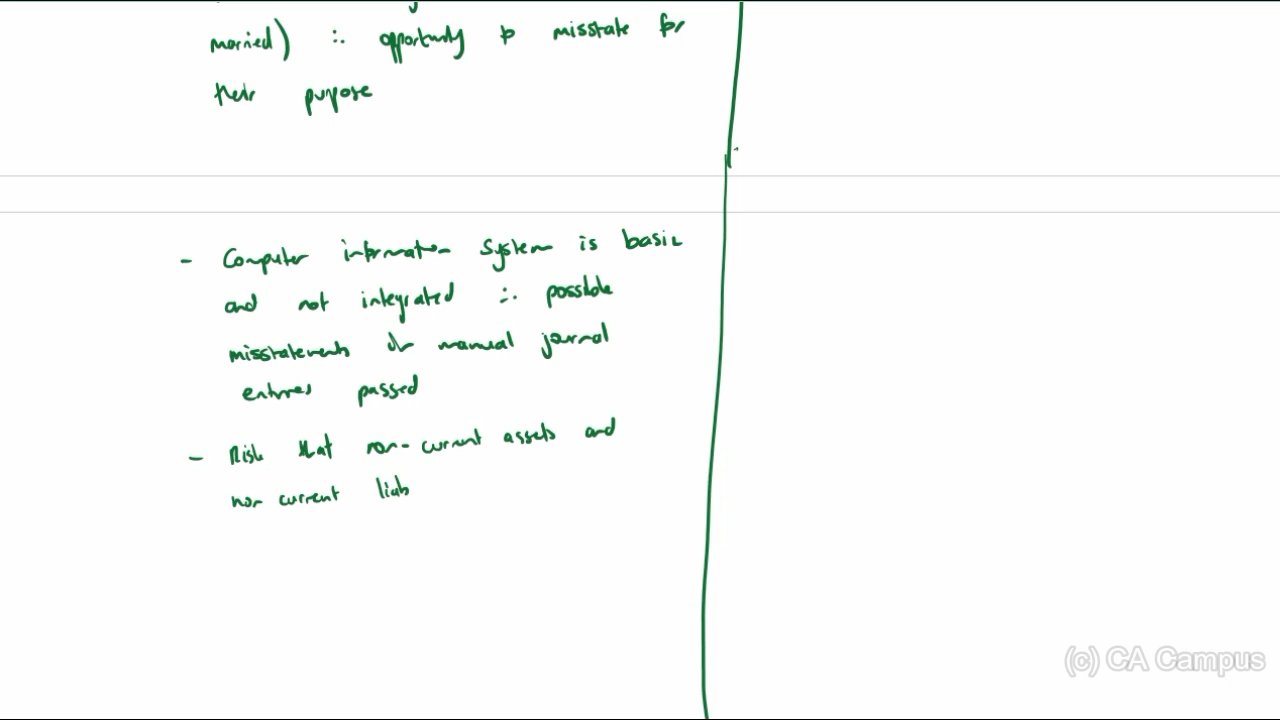 married) ∴ opportunity to misstate for
their purpose
- Computer information system is basic
and not integrated ∴ possible
misstatements manual journal
entries passed
- Risk that non-current assets and
non current liab
(c) CA Campus